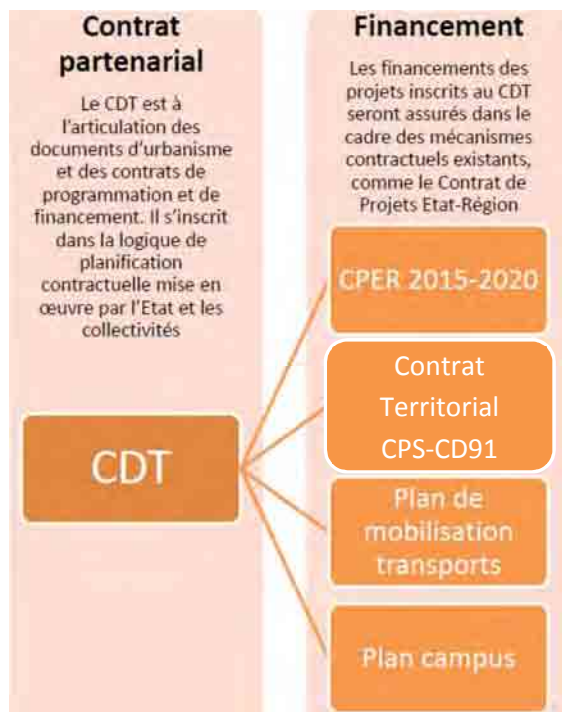 Contrat
partenarial
Le CDT est à
l'articulation des
documents d'urbanisme
et des contrats de
programmation et de
financement. Il s'inscrit
dans la logique de
planification
contractuelle mise en
œuvre par l'Etat et les
collectivités
CDT
Financement
Les financements des
projets inscrits au CDT
seront assurés dans le
cadre des mécanismes
contractuels existants,
comme le Contrat de
Projets Etat-Région
CPER 2015-2020
Contrat
Territorial
CPS-CD91
Plan de
mobilisation
transports
Plan campus